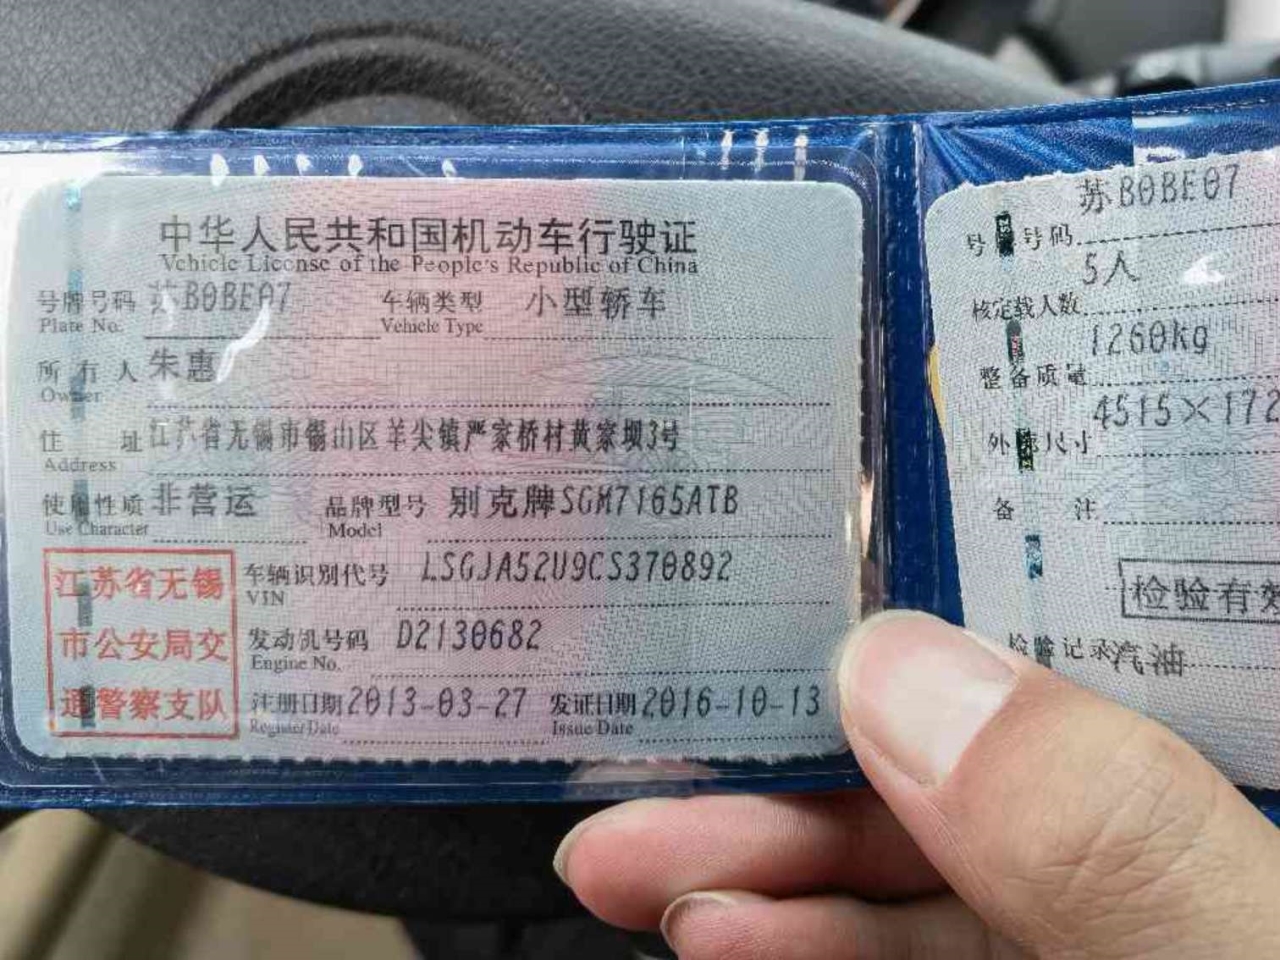 中华人民共和国机动车行驶证
Vehicle License of the People's Republic of China
号牌号码 苏B0BE07 车辆类型 小型轿车
Plate No. Vehicle Type
所有人 朱惠
Owner
住址 江苏省无锡市锡山区羊尖镇严家桥村黄家坝3号
Address
使用性质 非营运 品牌型号 别克牌SGM7165ATB
Use Character Model
江苏省无锡
市公安局交
通警察支队
车辆识别代号 LSGJA52U9CS370892
VIN
发动机号码 D2130682
Engine No.
注册日期 2013-03-27 发证日期 2016-10-13
Register Date Issue Date
号牌号码 苏B0BE07
核定载人数 5人
整备质量 1260kg
外廓尺寸 4515×172
备注
检验有效
检验记录 汽油